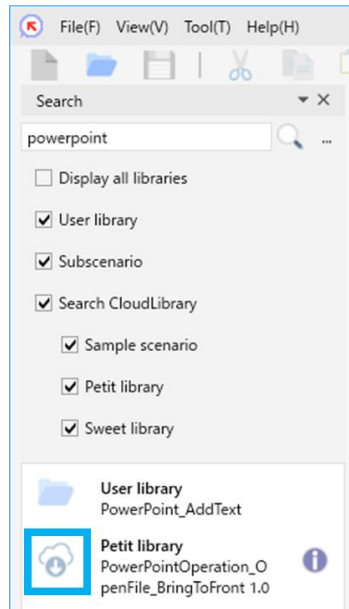 File(F) View(V) Tool(T) Help(H)
Search
powerpoint
...
Display all libraries
User library
Subscenario
Search CloudLibrary
Sample scenario
Petit library
Sweet library
User library
PowerPoint_AddText
Petit library
PowerPointOperation_O
penFile_BringToFront 1.0